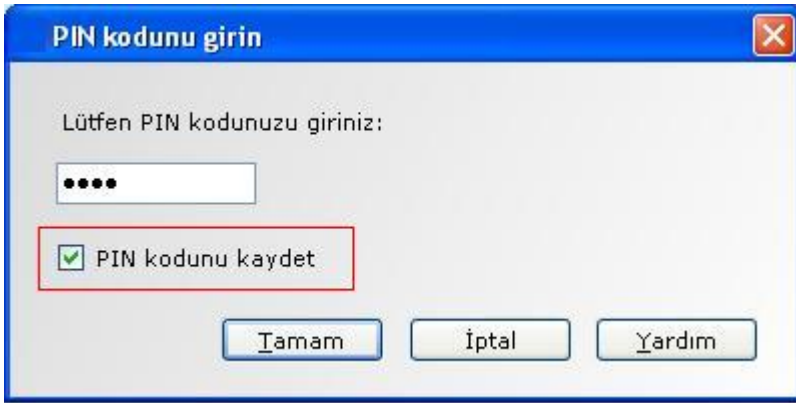 PIN kodunu girin
Lütfen PIN kodunuzu giriniz:
••••
PIN kodunu kaydet
Tamam İptal Yardım